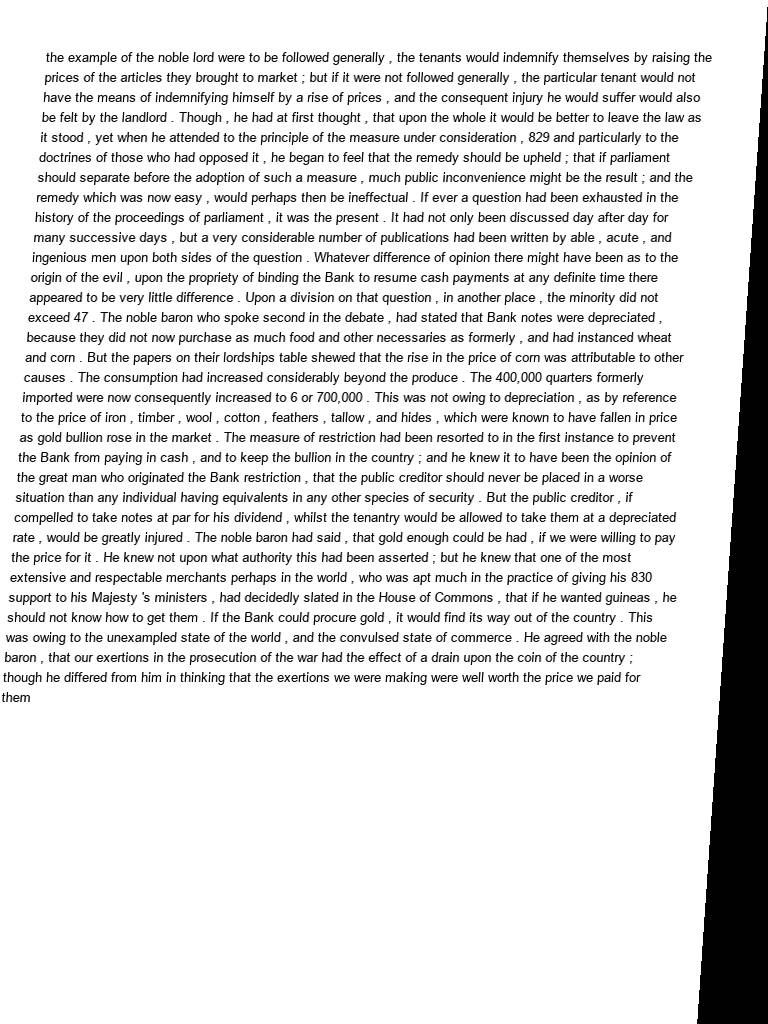 the example of the noble lord were to be followed generally , the tenants would indemnify themselves by raising the
prices of the articles they brought to market ; but if it were not followed generally , the particular tenant would not
have the means of indemnifying himself by a rise of prices , and the consequent injury he would suffer would also
be felt by the landlord . Though , he had at first thought , that upon the whole it would be better to leave the law as
it stood , yet when he attended to the principle of the measure under consideration , 829 and particularly to the
doctrines of those who had opposed it , he began to feel that the remedy should be upheld ; that if parliament
should separate before the adoption of such a measure , much public inconvenience might be the result ; and the
remedy which was now easy , would perhaps then be ineffectual . If ever a question had been exhausted in the
history of the proceedings of parliament , it was the present . It had not only been discussed day after day for
many successive days , but a very considerable number of publications had been written by able , acute , and
ingenious men upon both sides of the question . Whatever difference of opinion there might have been as to the
origin of the evil , upon the propriety of binding the Bank to resume cash payments at any definite time there
appeared to be very little difference . Upon a division on that question , in another place , the minority did not
exceed 47 . The noble baron who spoke second in the debate , had stated that Bank notes were depreciated ,
because they did not now purchase as much food and other necessaries as formerly , and had instanced wheat
and corn . But the papers on their lordships table shewed that the rise in the price of corn was attributable to other
causes . The consumption had increased considerably beyond the produce . The 400,000 quarters formerly
imported were now consequently increased to 6 or 700,000 . This was not owing to depreciation , as by reference
to the price of iron , timber , wool , cotton , feathers , tallow , and hides , which were known to have fallen in price
as gold bullion rose in the market . The measure of restriction had been resorted to in the first instance to prevent
the Bank from paying in cash , and to keep the bullion in the country ; and he knew it to have been the opinion of
the great man who originated the Bank restriction , that the public creditor should never be placed in a worse
situation than any individual having equivalents in any other species of security . But the public creditor , if
compelled to take notes at par for his dividend , whilst the tenantry would be allowed to take them at a depreciated
rate , would be greatly injured . The noble baron had said , that gold enough could be had , if we were willing to pay
the price for it . He knew not upon what authority this had been asserted ; but he knew that one of the most
extensive and respectable merchants perhaps in the world , who was apt much in the practice of giving his 830
support to his Majesty 's ministers , had decidedly slated in the House of Commons , that if he wanted guineas , he
should not know how to get them . If the Bank could procure gold , it would find its way out of the country . This
was owing to the unexampled state of the world , and the convulsed state of commerce . He agreed with the noble
baron , that our exertions in the prosecution of the war had the effect of a drain upon the coin of the country ;
though he differed from him in thinking that the exertions we were making were well worth the price we paid for
them